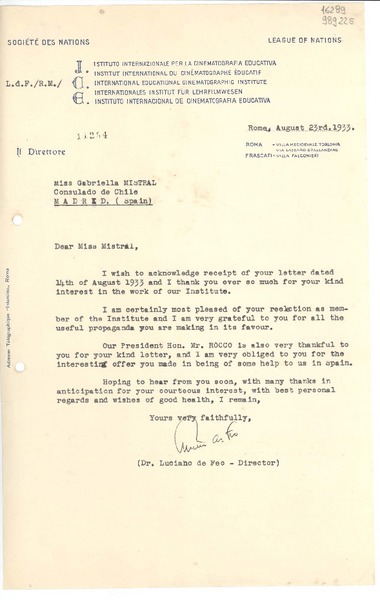 16289
989225
SOCIÉTÉ DES NATIONS
LEAGUE OF NATIONS
ISTITUTO INTERNAZIONALE PER LA CINEMATOGRAFIA EDUCATIVA
INSTITUT INTERNATIONAL DU CINÉMATOGRAPHE ÉDUCATIF
INTERNATIONAL EDUCATIONAL CINEMATOGRAPHIC INSTITUTE
INTERNATIONALES INSTITUT FÜR LEHRFILMWESEN
INSTITUTO INTERNACIONAL DE CINEMATOGRAFIA EDUCATIVA
I.
C.
E.
L.d.F./R.M./
Il Direttore
Roma, August 23rd.1933.
ROMA - VILLA MEDIOEVALE TORLONIA
VIA LAZZARO SPALLANZANI
FRASCATI - VILLA FALCONIERI
Miss Gabriella MISTRAL
Consulado de Chile
MADRED. (Spain)
Dear Miss Mistral,
I wish to acknowledge receipt of your letter dated
14th of August 1933 and I thank you ever so much for your kind
interest in the work of our Institute.
I am certainly most pleased of your reelection as mem-
ber of the Institute and I am very grateful to you for all the
useful propaganda you are making in its favour.
Our President Hon. Mr. ROCCO is also very thankful to
you for your kind letter, and I am very obliged to you for the
interesting offer you made in being of some help to us in Spain.
Hoping to hear from you soon, with many thanks in
anticipation for your courteous interest, with best personal
regards and wishes of good health, I remain,
Yours very faithfully,
(Dr. Luciano de Feo - Director)